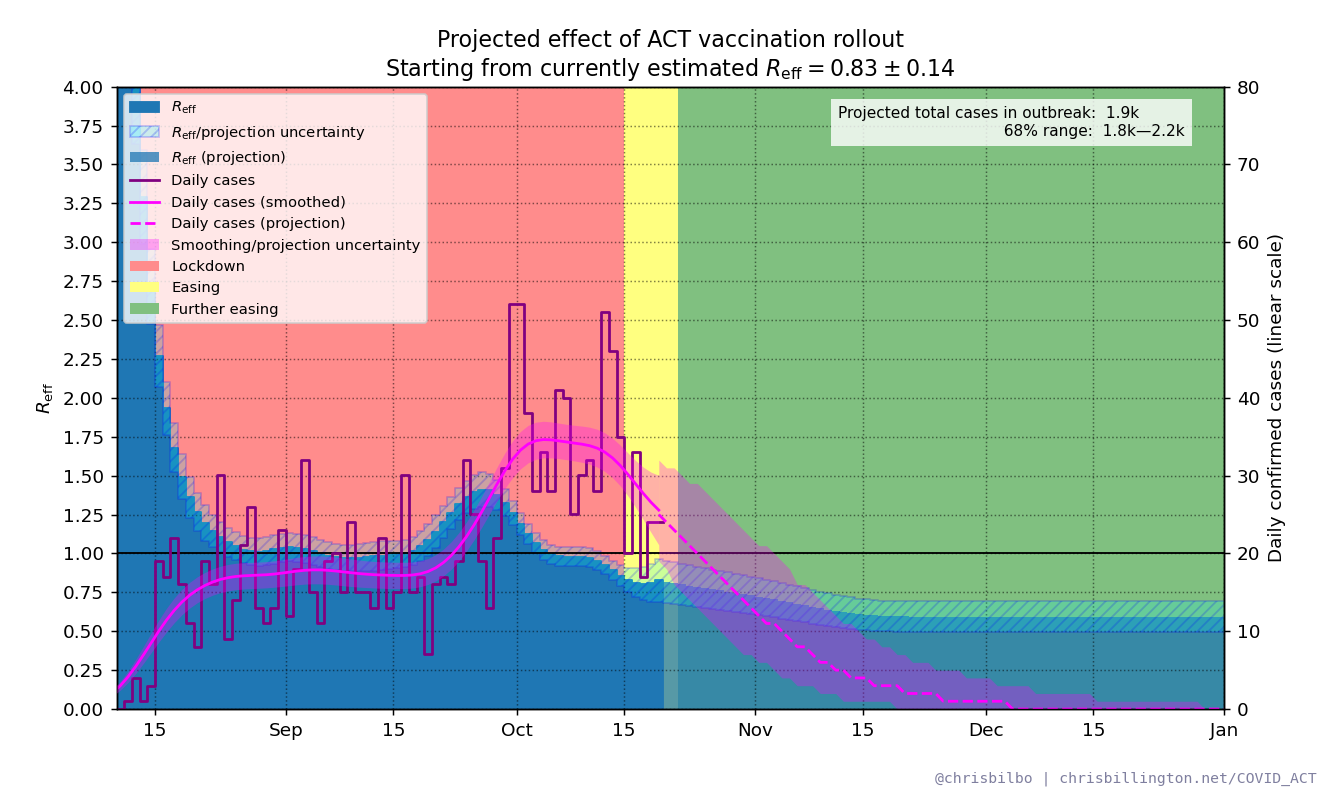 Projected effect of ACT vaccination rollout
Starting from currently estimated Reff = 0.83 ± 0.14
Reff
Reff/projection uncertainty
Reff (projection)
Daily cases
Daily cases (smoothed)
Daily cases (projection)
Smoothing/projection uncertainty
Lockdown
Easing
Further easing
Projected total cases in outbreak: 1.9k
68% range: 1.8k—2.2k
Reff
4.00
3.75
3.50
3.25
3.00
2.75
2.50
2.25
2.00
1.75
1.50
1.25
1.00
0.75
0.50
0.25
0.00
80
70
60
50
40
30
20
10
0
Daily confirmed cases (linear scale)
15 Sep 15 Oct 15 Nov 15 Dec 15 Jan
@chrisbilbo | chrisbillington.net/COVID_ACT